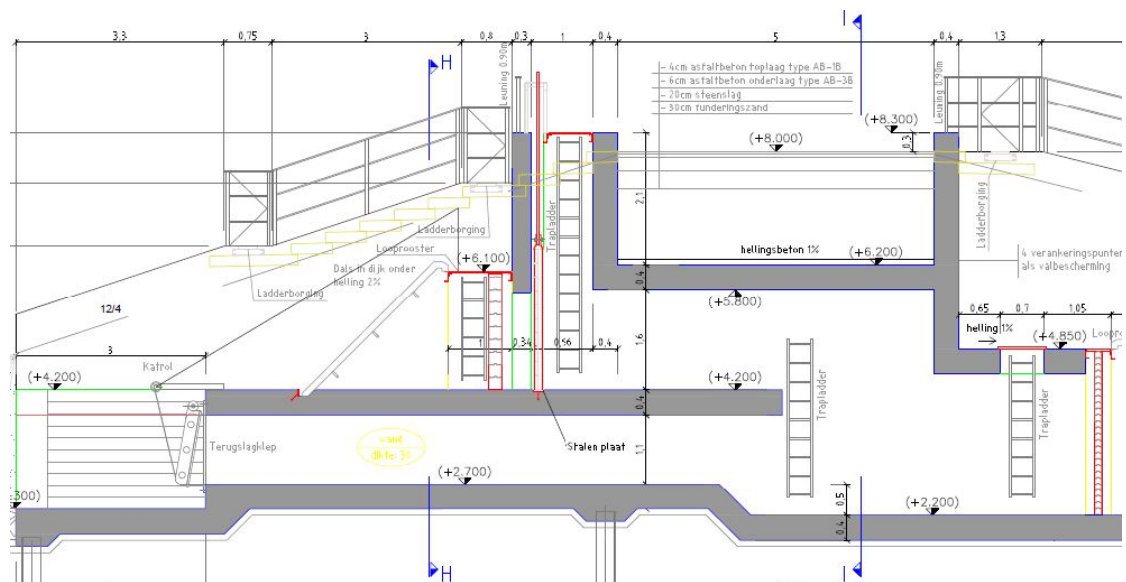 I
3,3
0,75
3
0,8
0,3
1
0,4
5
0,4
1,3
H
Leuning 0.90m
- 4cm asfaltbeton toplaag type AB-1B
- 6cm asfaltbeton onderlaag type AB-3B
- 20cm steenslag
- 30cm funderingszand
Leuning 0.90m
(+8.300)
(+8.000)
0,3
2,1
Trapladder
Ladderborging
Ladderborging
Looprooster
(+6.100)
hellingsbeton 1%
(+6.200)
4 verankeringspunten
als valbescherming
Dals in dijk onder
helling 2%
Ladderborging
0,4
(+5.800)
12/4
0,65
0,7
1,05
helling 1%
(+4.850)
1
0,34
0,96
0,4
1,6
3
Katrol
(+4.200)
(+4.200)
0,4
Trapladder
Trapladder
Terugslagklep
wand
Stalen plaat
1,1
(+2.700)
.300)
0,5
(+2.200)
0,4
H
I